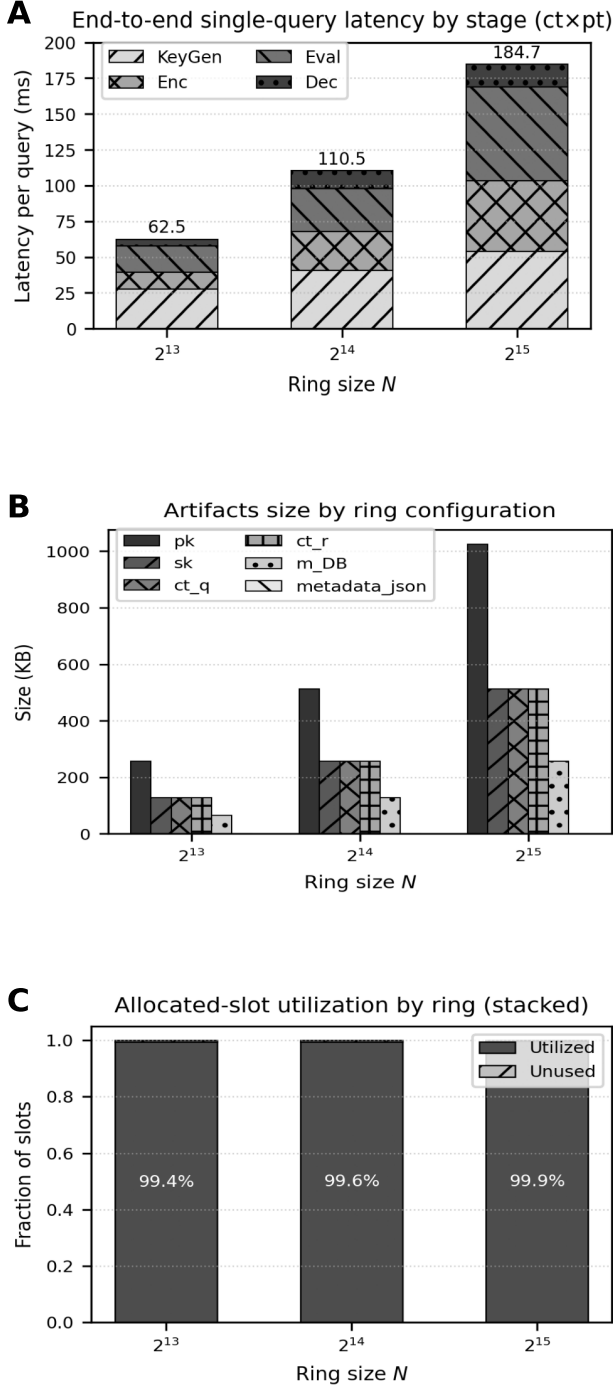 A
End-to-end single-query latency by stage (ct×pt)
KeyGen
Enc
Eval
Dec
Latency per query (ms)
200
175
150
125
100
75
50
25
0
62.5
110.5
184.7
2^13
2^14
2^15
Ring size N
B
Artifacts size by ring configuration
pk
sk
ct_q
ct_r
m_DB
metadata_json
Size (KB)
1000
800
600
400
200
0
2^13
2^14
2^15
Ring size N
C
Allocated-slot utilization by ring (stacked)
Utilized
Unused
Fraction of slots
1.0
0.8
0.6
0.4
0.2
0.0
99.4%
99.6%
99.9%
2^13
2^14
2^15
Ring size N